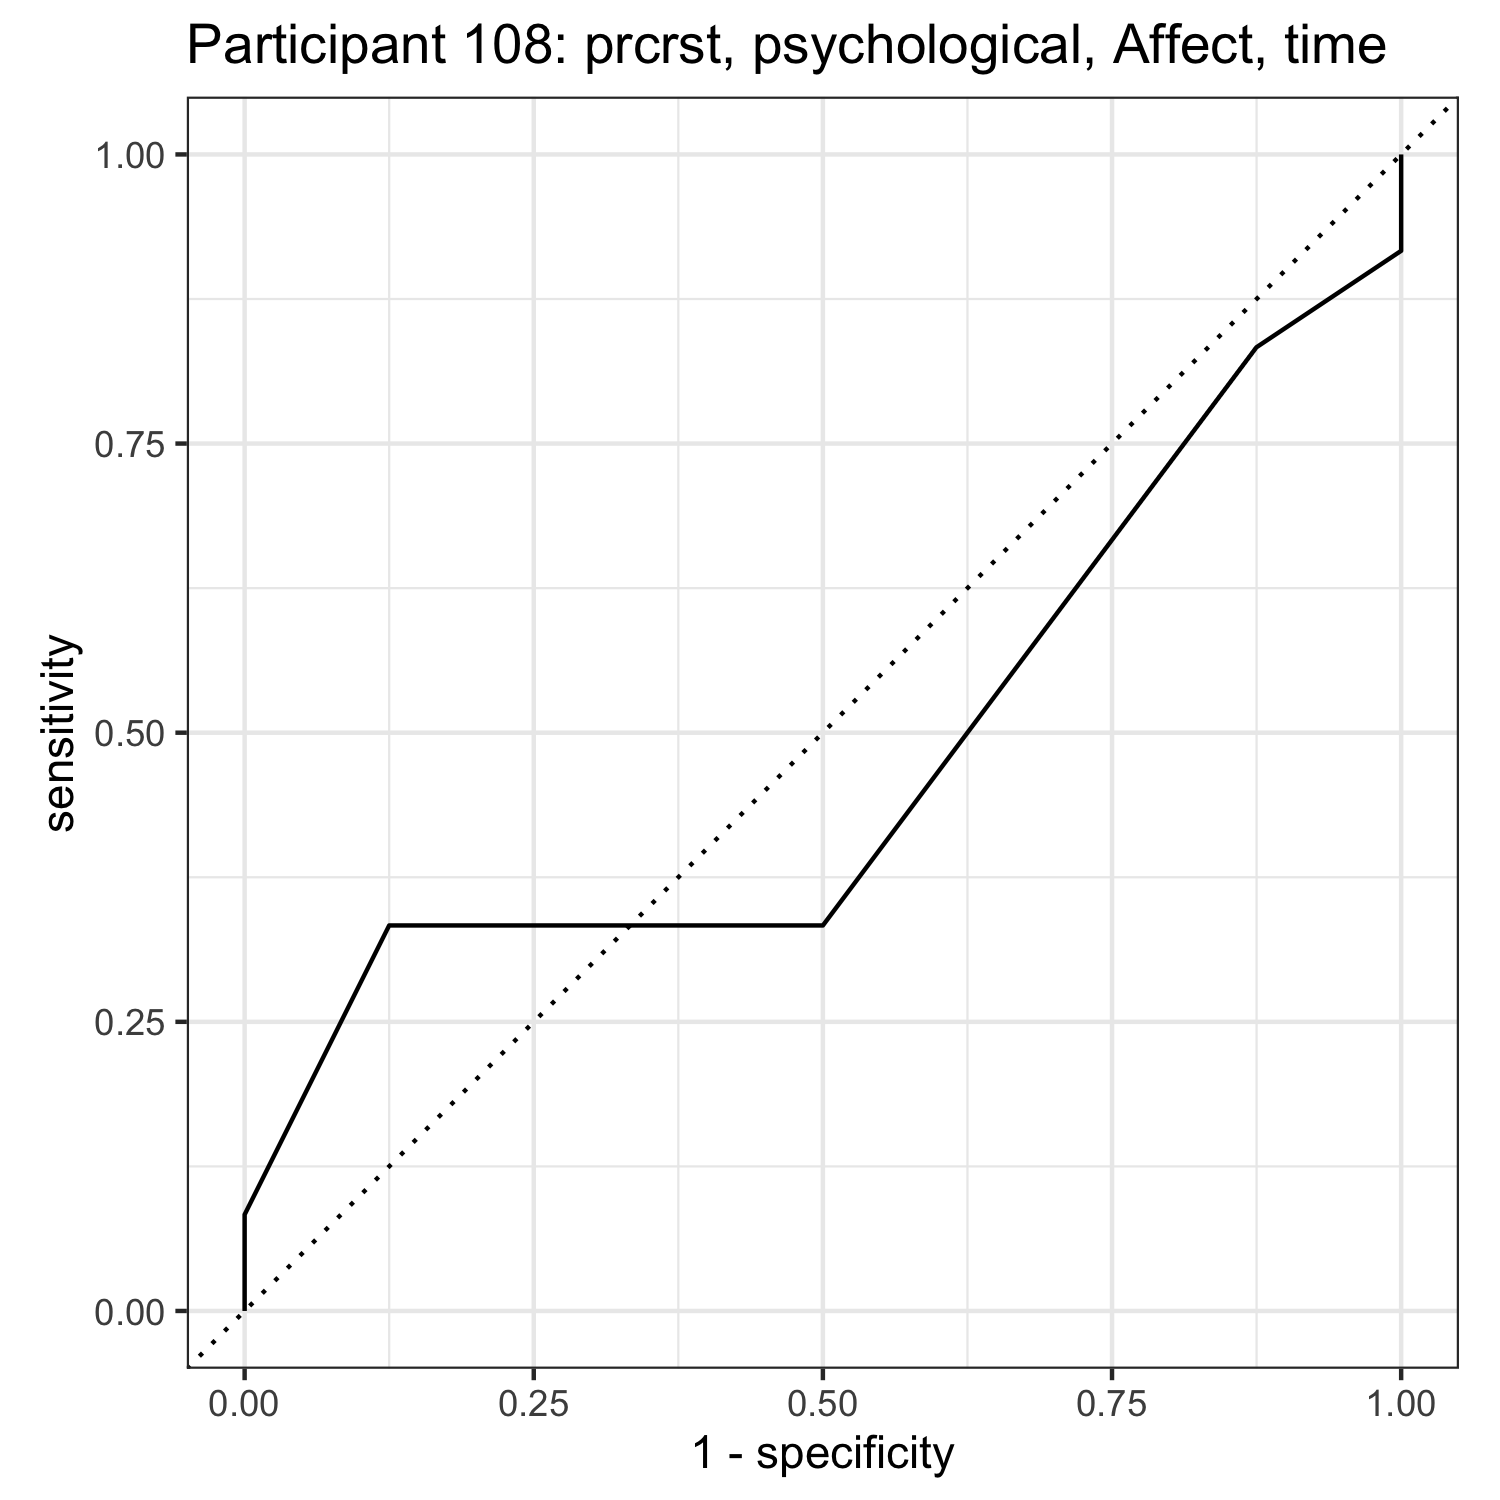 Participant 108: prcrst, psychological, Affect, time
sensitivity
1.00
0.75
0.50
0.25
0.00
0.00 0.25 0.50 0.75 1.00
1 - specificity